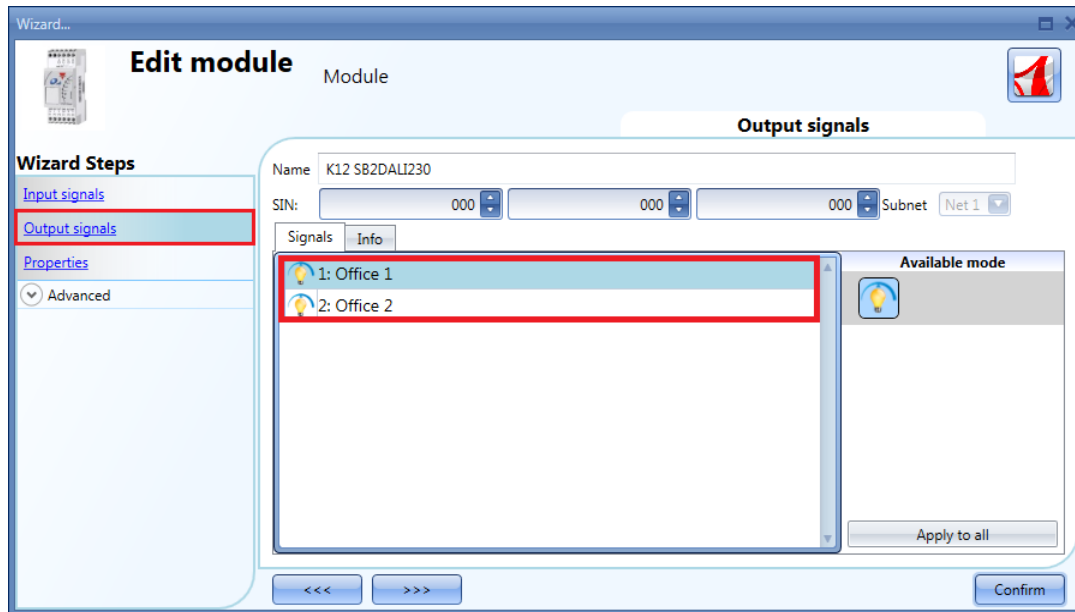 Wizard...
Edit module
Module
Output signals
Wizard Steps
Input signals
Output signals
Properties
Advanced
Name K12 SB2DALI230
SIN: 000 000 000 Subnet Net 1
Signals Info
1: Office 1
2: Office 2
Available mode
Apply to all
<<< >>> Confirm